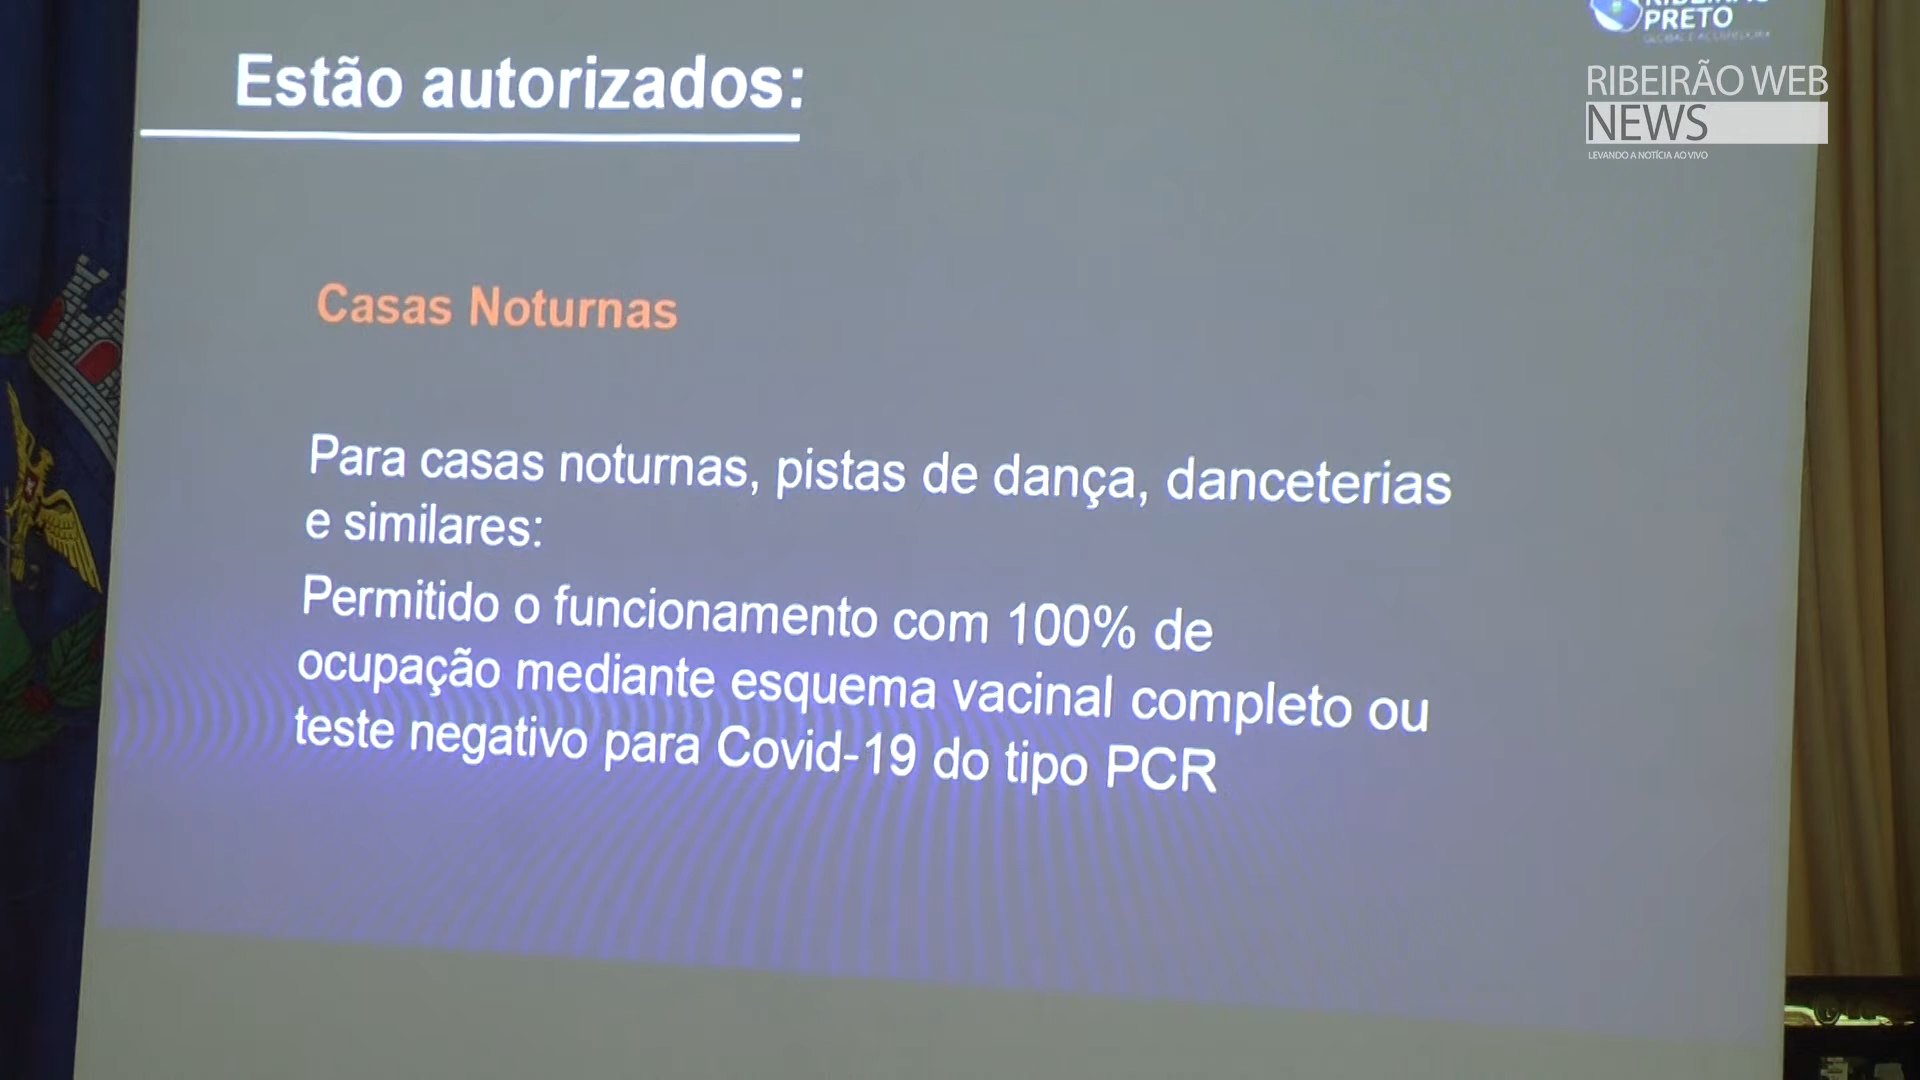 PRETO
RIBEIRÃO WEB
NEWS
LEVANDO A NOTÍCIA AO VIVO
Estão autorizados:
Casas Noturnas
Para casas noturnas, pistas de dança, danceterias
e similares:
Permitido o funcionamento com 100% de
ocupação mediante esquema vacinal completo ou
teste negativo para Covid-19 do tipo PCR